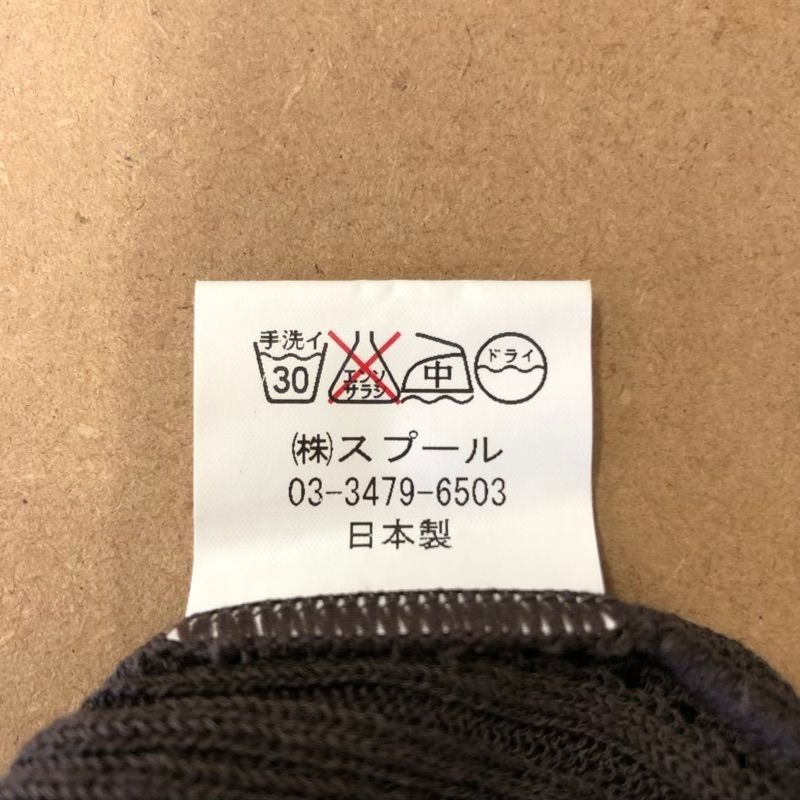 手洗イ
30
エンソ
サラシ
中
ドライ
㈱スプール
03-3479-6503
日本製